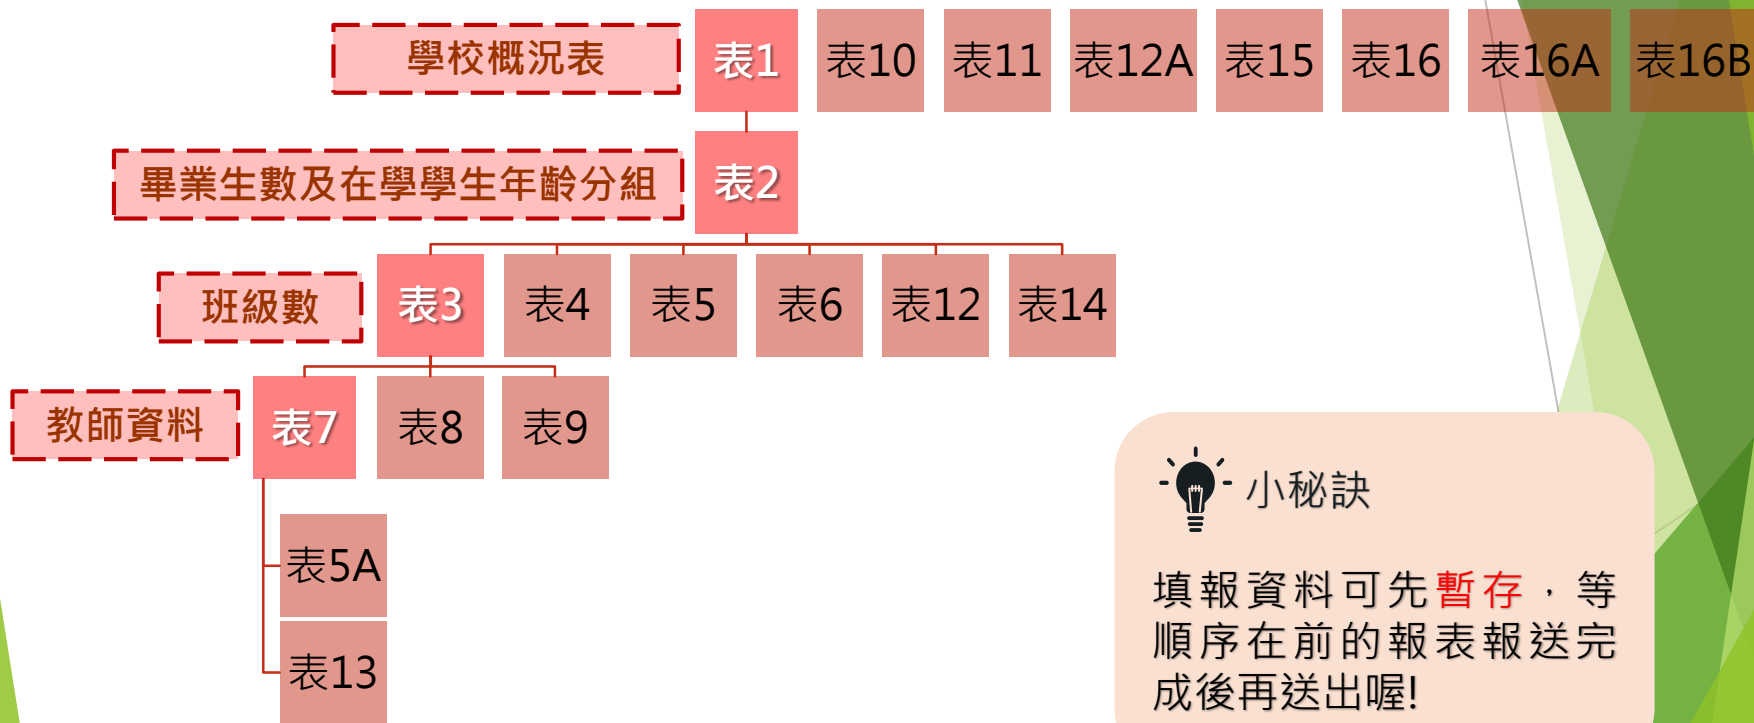 學校概況表 表1 表10 表11 表12A 表15 表16 表16A 表16B
畢業生數及在學學生年齡分組 表2
班級數 表3 表4 表5 表6 表12 表14
教師資料 表7 表8 表9
表5A
表13
小秘訣
填報資料可先暫存，等
順序在前的報表報送完
成後再送出喔!